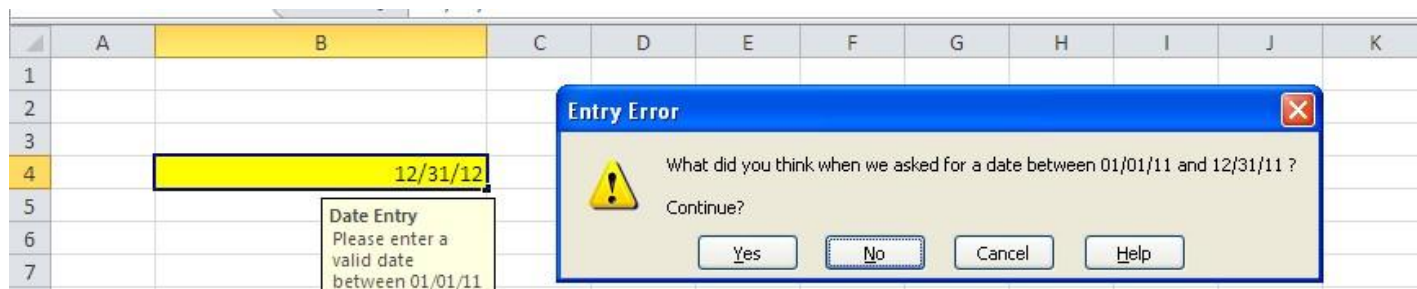 A B C D E F G H I J K
1
2
Entry Error
3
What did you think when we asked for a date between 01/01/11 and 12/31/11 ?
4 12/31/12
Continue?
5
Date Entry
6 Please enter a
valid date
7 between 01/01/11
Yes No Cancel Help